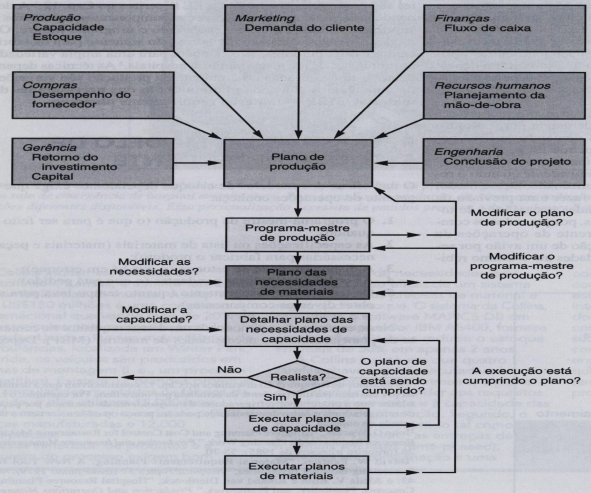 Produção
Capacidade
Estoque
Marketing
Demanda do cliente
Finanças
Fluxo de caixa
Compras
Desempenho do
fornecedor
Recursos humanos
Planejamento da
mão-de-obra
Gerência
Retorno do
investimento
Capital
Plano de
produção
Engenharia
Conclusão do projeto
Modificar o plano
de produção?
Programa-mestre
de produção
Modificar as
necessidades?
Modificar o
programa-mestre
de produção?
Plano das
necessidades
de materiais
Modificar a
capacidade?
Detalhar plano das
necessidades de
capacidade
O plano de
capacidade
está sendo
cumprido?
A execução está
cumprindo o plano?
Não
Realista?
Sim
Executar planos
de capacidade
Executar planos
de materiais